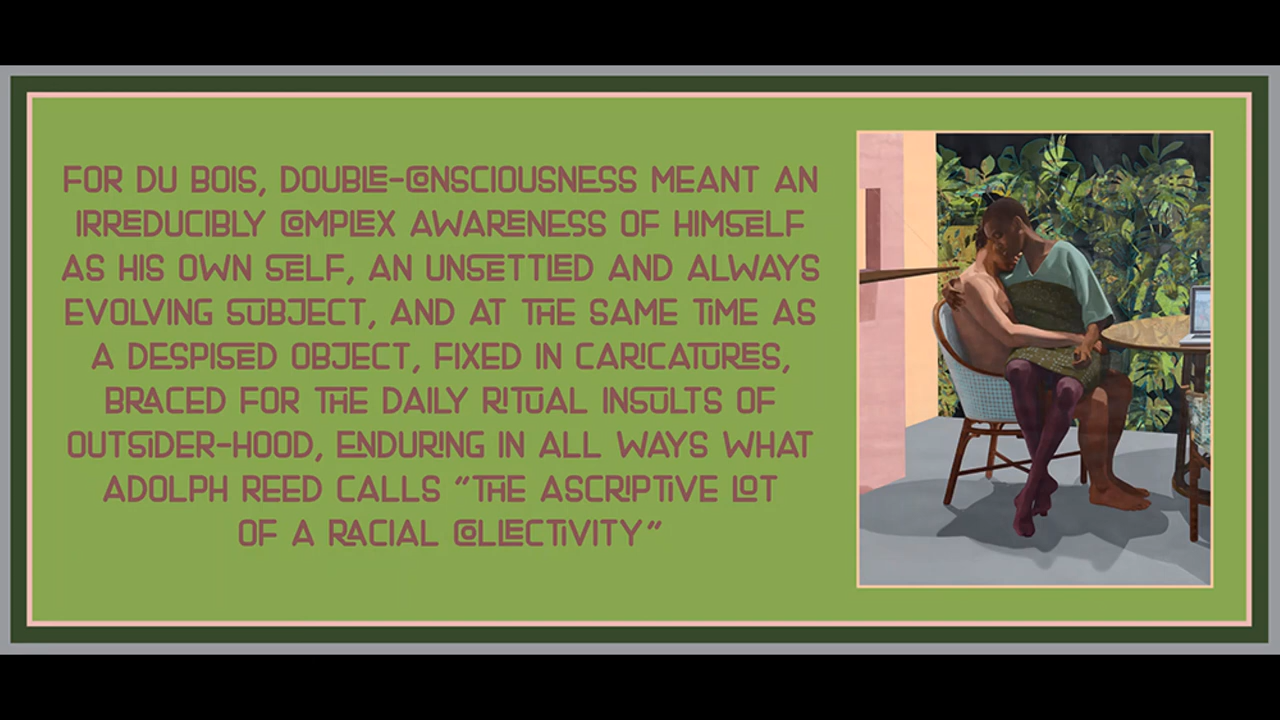 FOR DU BOIS, DOUBLE-CONSCIOUSNESS MEANT AN
IRREDUCIBLY COMPLEX AWARENESS OF HIMSELF
AS HIS OWN SELF, AN UNSETTLED AND ALWAYS
EVOLVING SUBJECT, AND AT THE SAME TIME AS
A DESPISED OBJECT, FIXED IN CARICATURES,
BRACED FOR THE DAILY RITUAL INSULTS OF
OUTSIDER-HOOD, ENDURING IN ALL WAYS WHAT
ADOLPH REED CALLS “THE ASCRIPTIVE LOT
OF A RACIAL COLLECTIVITY”